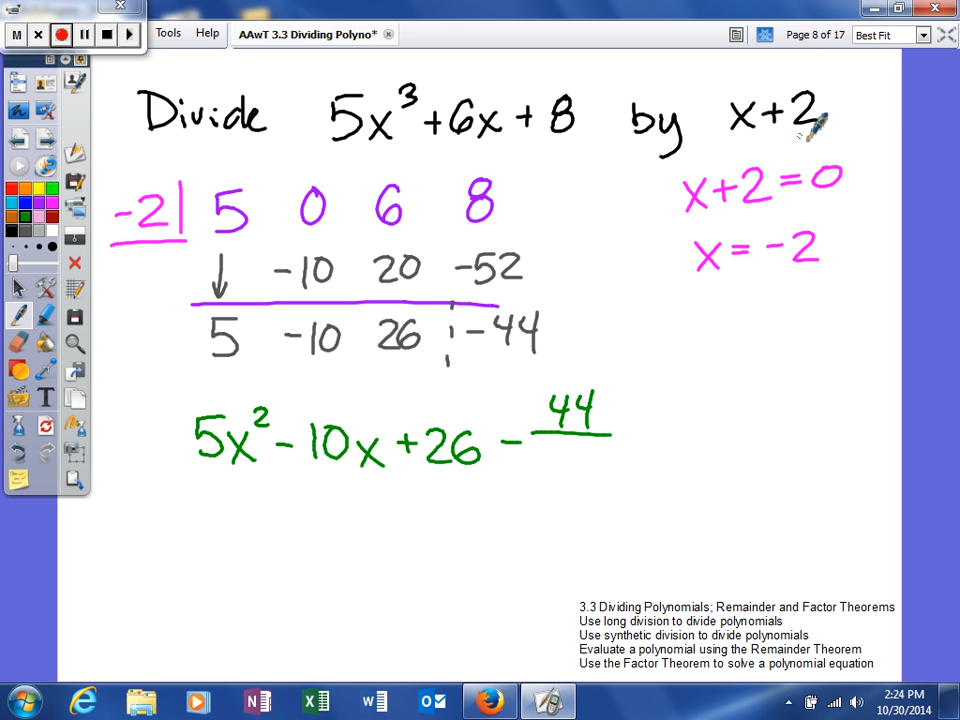 M
Tools Help AAwT 3.3 Dividing Polyno* Page 8 of 17 Best Fit
Divide 5x³ + 6x + 8 by x + 2
x + 2 = 0
-2| 5 0 6 8
x = -2
↓ -10 20 -52
5 -10 26 ¦ -44
5x² - 10x + 26 - 44/
3.3 Dividing Polynomials; Remainder and Factor Theorems
Use long division to divide polynomials
Use synthetic division to divide polynomials
Evaluate a polynomial using the Remainder Theorem
Use the Factor Theorem to solve a polynomial equation
2:24 PM
10/30/2014